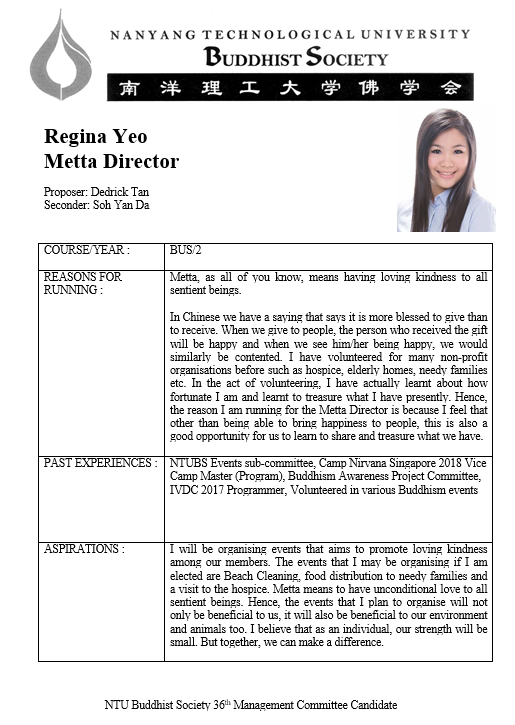 NANYANG TECHNOLOGICAL UNIVERSITY
BUDDHIST SOCIETY
南洋理工大学佛学会
Regina Yeo
Metta Director
Proposer: Dedrick Tan
Seconder: Soh Yan Da
COURSE/YEAR :
BUS/2
REASONS FOR
RUNNING :
Metta, as all of you know, means having loving kindness to all
sentient beings.
In Chinese we have a saying that says it is more blessed to give than
to receive. When we give to people, the person who received the gift
will be happy and when we see him/her being happy, we would
similarly be contented. I have volunteered for many non-profit
organisations before such as hospice, elderly homes, needy families
etc. In the act of volunteering, I have actually learnt about how
fortunate I am and learnt to treasure what I have presently. Hence,
the reason I am running for the Metta Director is because I feel that
other than being able to bring happiness to people, this is also a
good opportunity for us to learn to share and treasure what we have.
PAST EXPERIENCES :
NTUBS Events sub-committee, Camp Nirvana Singapore 2018 Vice
Camp Master (Program), Buddhism Awareness Project Committee,
IVDC 2017 Programmer, Volunteered in various Buddhism events
ASPIRATIONS :
I will be organising events that aims to promote loving kindness
among our members. The events that I may be organising if I am
elected are Beach Cleaning, food distribution to needy families and
a visit to the hospice. Metta means to have unconditional love to all
sentient beings. Hence, the events that I plan to organise will not
only be beneficial to us, it will also be beneficial to our environment
and animals too. I believe that as an individual, our strength will be
small. But together, we can make a difference.
NTU Buddhist Society 36th Management Committee Candidate